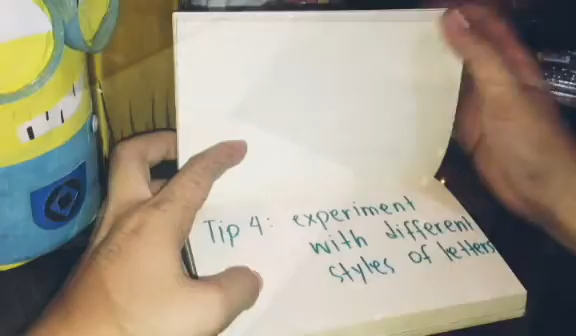 Tip 4: experiment
with different
styles of letters